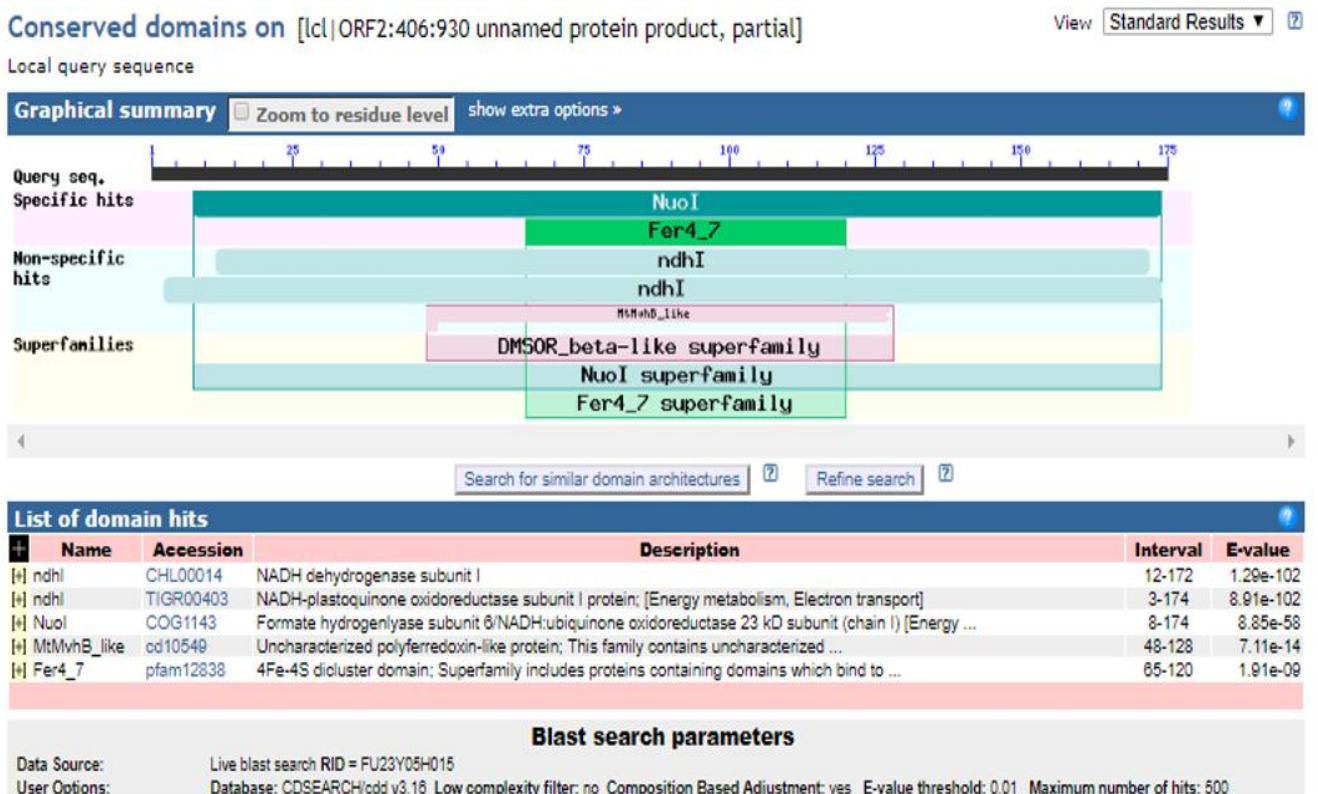 Conserved domains on [lcl|ORF2:406:930 unnamed protein product, partial] View Standard Results ▼ ?
Local query sequence
Graphical summary Zoom to residue level show extra options » ?
1 25 50 75 100 125 150 175
Query seq.
Specific hits NuoI
Fer4_7
Non-specific hits ndhI
ndhI
MtMvhB_like
Superfamilies DMSOR_beta-like superfamily
NuoI superfamily
Fer4_7 superfamily
Search for similar domain architectures ? Refine search ?
List of domain hits ?
+ Name Accession Description Interval E-value
[+] ndhI CHL00014 NADH dehydrogenase subunit I 12-172 1.29e-102
[+] ndhI TIGR00403 NADH-plastoquinone oxidoreductase subunit I protein; [Energy metabolism, Electron transport] 3-174 8.91e-102
[+] NuoI COG1143 Formate hydrogenlyase subunit 6/NADH:ubiquinone oxidoreductase 23 kD subunit (chain I) [Energy ... 8-174 8.85e-58
[+] MtMvhB_like cd10549 Uncharacterized polyferredoxin-like protein; This family contains uncharacterized ... 48-128 7.11e-14
[+] Fer4_7 pfam12838 4Fe-4S dicluster domain; Superfamily includes proteins containing domains which bind to ... 65-120 1.91e-09
Blast search parameters
Data Source: Live blast search RID = FU23Y05H015
User Options: Database: CDSEARCH/cdd v3.16 Low complexity filter: no Composition Based Adjustment: yes E-value threshold: 0.01 Maximum number of hits: 500